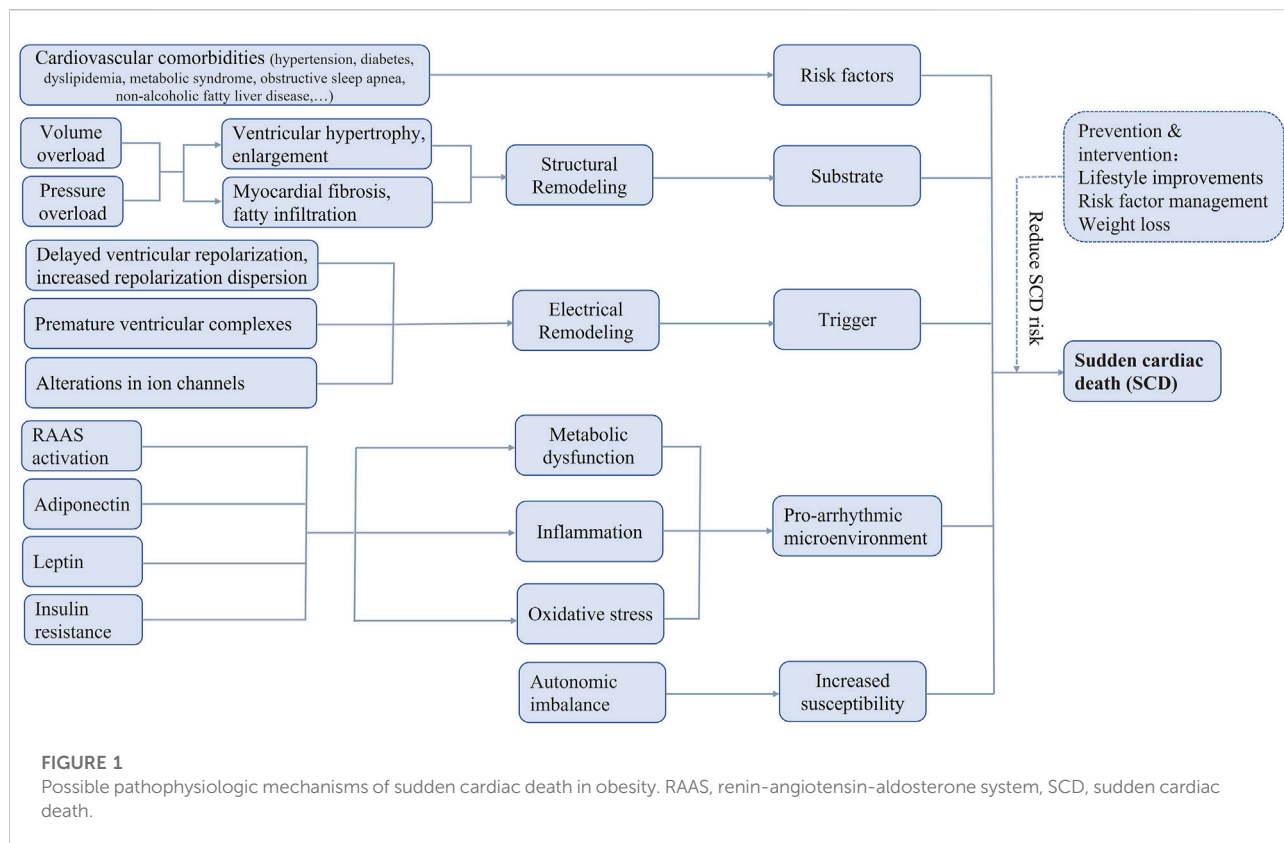 Cardiovascular comorbidities (hypertension, diabetes,
dyslipidemia, metabolic syndrome, obstructive sleep apnea,
non-alcoholic fatty liver disease,…)
Risk factors
Volume
overload
Pressure
overload
Ventricular hypertrophy,
enlargement
Myocardial fibrosis,
fatty infiltration
Structural
Remodeling
Substrate
Delayed ventricular repolarization,
increased repolarization dispersion
Premature ventricular complexes
Alterations in ion channels
Electrical
Remodeling
Trigger
RAAS
activation
Adiponectin
Leptin
Insulin
resistance
Metabolic
dysfunction
Inflammation
Oxidative stress
Pro-arrhythmic
microenvironment
Autonomic
imbalance
Increased
susceptibility
Prevention &
intervention：
Lifestyle improvements
Risk factor management
Weight loss
Reduce SCD risk
Sudden cardiac
death (SCD)
FIGURE 1
Possible pathophysiologic mechanisms of sudden cardiac death in obesity. RAAS, renin-angiotensin-aldosterone system, SCD, sudden cardiac
death.